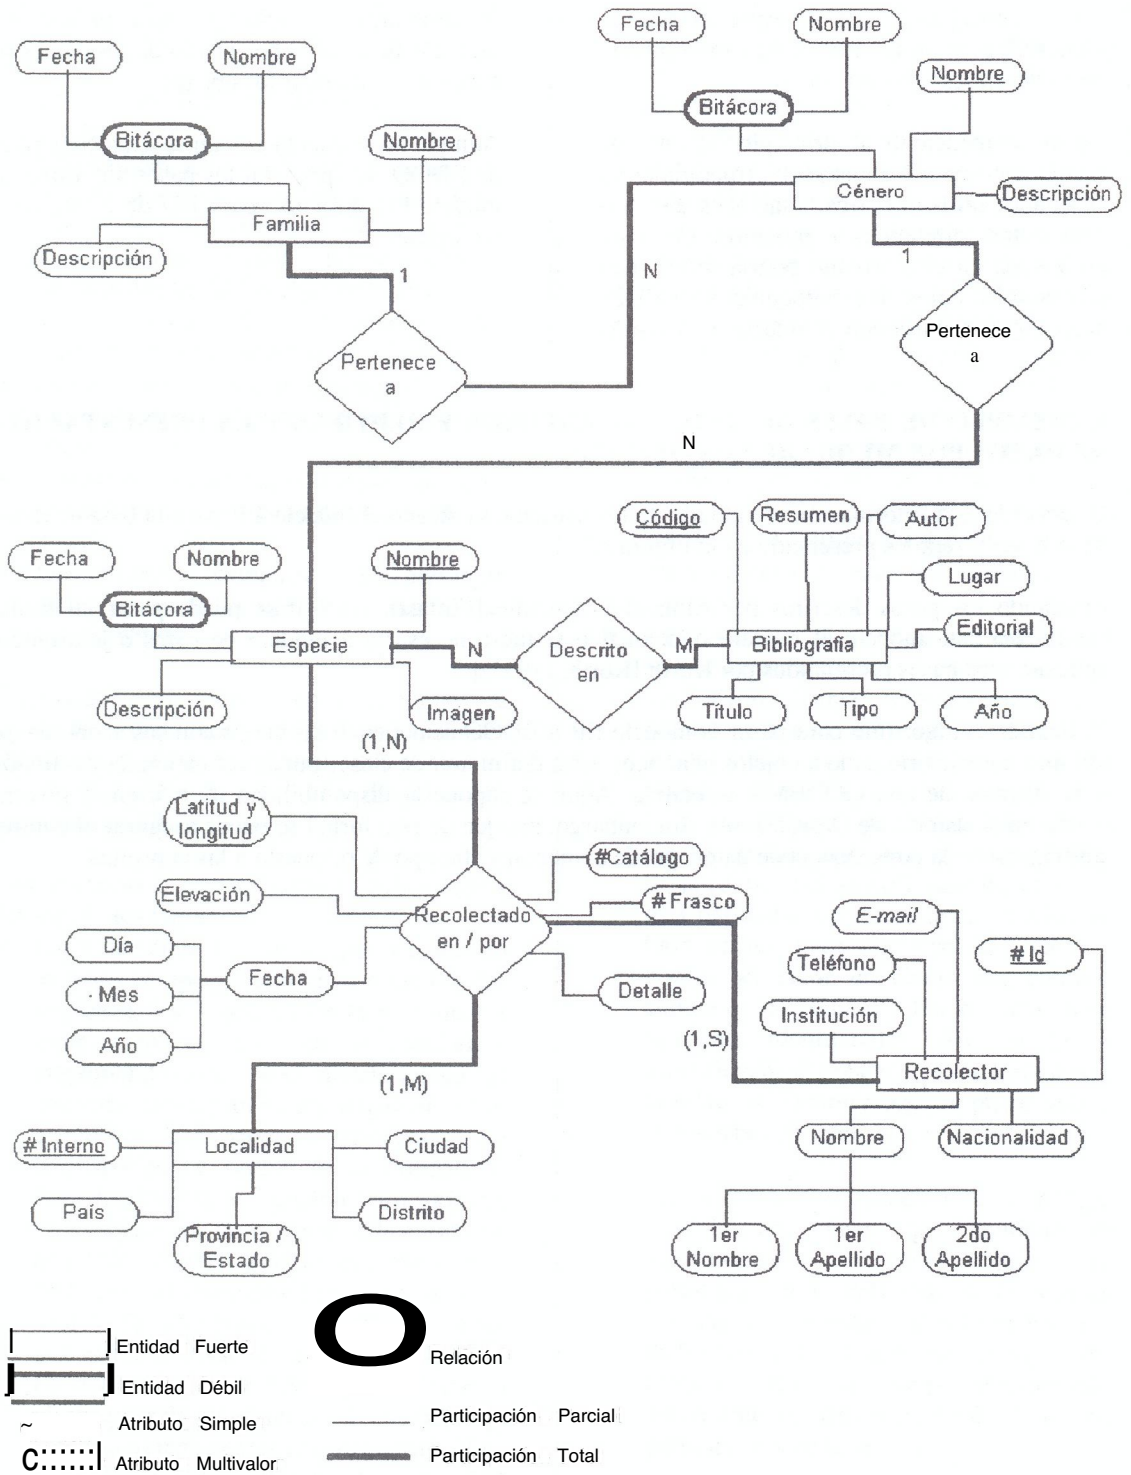 Fecha
Nombre
Bitácora
Nombre
Familia
Descripción
1
Pertenece
a
N
Fecha
Nombre
Bitácora
Nombre
Cénero
Descripción
1
Pertenece
a
N
Fecha
Nombre
Bitácora
Nombre
Especie
Descripción
Imagen
N
Descrito
en
M
Código
Resumen
Autor
Lugar
Editorial
Bibliografía
Título
Tipo
Año
(1,N)
Latitud y
longitud
Elevación
Día
Mes
Año
Fecha
Recolectado
en / por
#Catálogo
# Frasco
Detalle
(1,S)
(1,M)
E-mail
Teléfono
# Id
Institución
Recolector
Nombre
Nacionalidad
1er
Nombre
1er
Apellido
2do
Apellido
# Interno
Localidad
Ciudad
País
Provincia /
Estado
Distrito
Entidad Fuerte
Entidad Débil
~ Atributo Simple
C::::::l Atributo Multivalor
O Relación
Participación Parcial
Participación Total